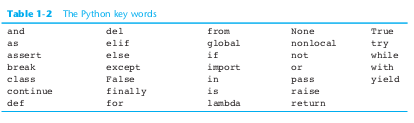 Table 1-2 The Python key words
and del from None True
as elif global nonlocal try
assert else if not while
break except import or with
class False in pass yield
continue finally is raise
def for lambda return